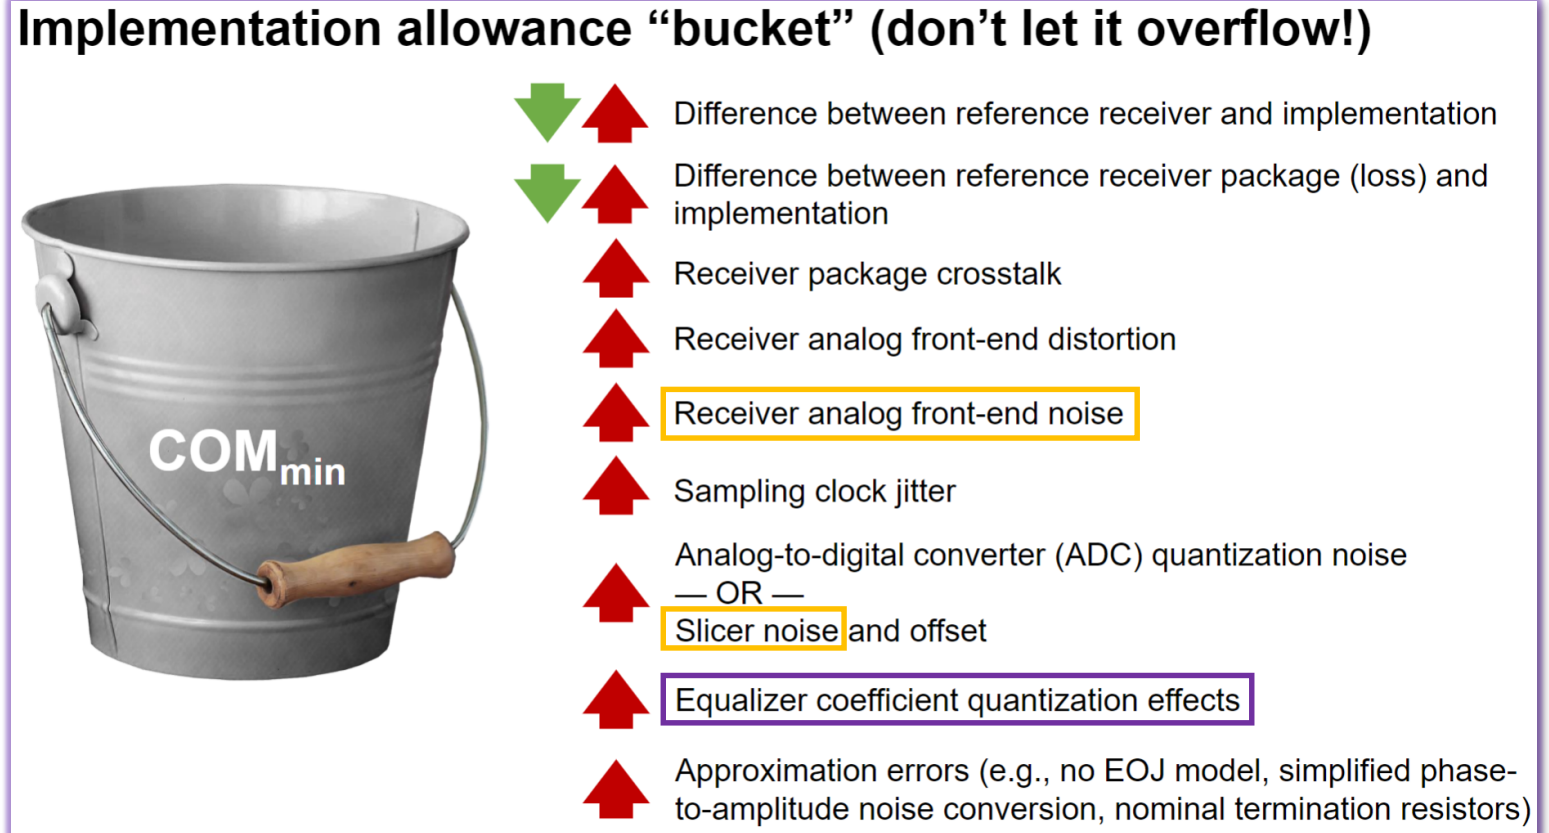 Implementation allowance “bucket” (don’t let it overflow!)
Difference between reference receiver and implementation
Difference between reference receiver package (loss) and
implementation
Receiver package crosstalk
Receiver analog front-end distortion
Receiver analog front-end noise
COMmin
Sampling clock jitter
Analog-to-digital converter (ADC) quantization noise
— OR —
Slicer noise and offset
Equalizer coefficient quantization effects
Approximation errors (e.g., no EOJ model, simplified phase-
to-amplitude noise conversion, nominal termination resistors)